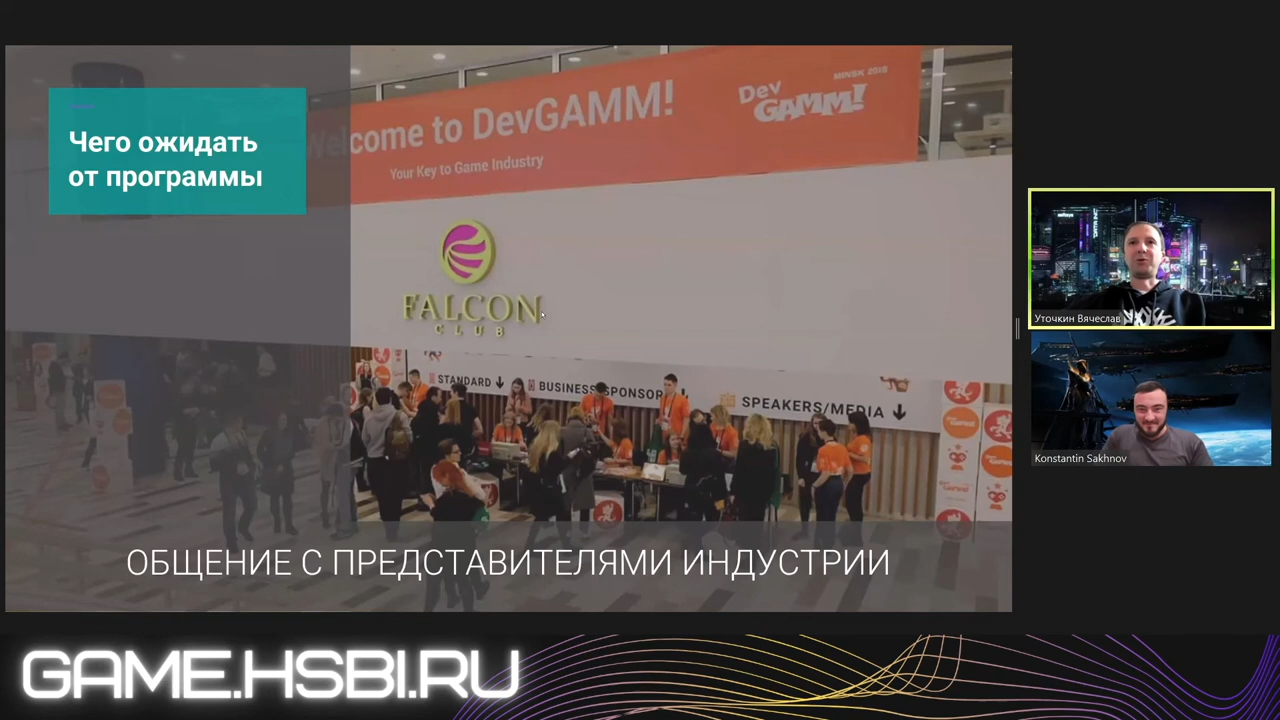 Чего ожидать
от программы
Welcome to DevGAMM!
Your Key to Game Industry
MINSK 2019
Dev
GAMM!
FALCON
CLUB
STANDARD
BUSINESS/SPONSOR
SPEAKERS/MEDIA
ОБЩЕНИЕ С ПРЕДСТАВИТЕЛЯМИ ИНДУСТРИИ
Уточкин Вячеслав
Konstantin Sakhnov
GAME.HSBI.RU